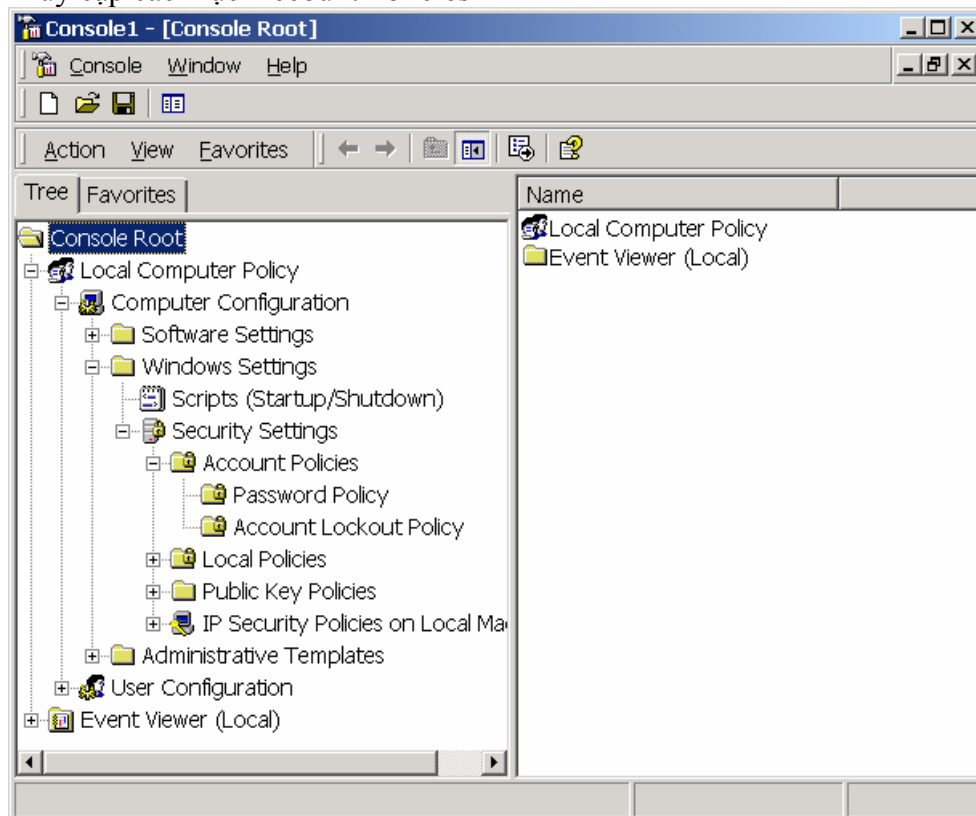 Console1 - [Console Root]
Console Window Help
Action View Favorites
Tree Favorites
Name
Console Root
Local Computer Policy
Computer Configuration
Software Settings
Windows Settings
Scripts (Startup/Shutdown)
Security Settings
Account Policies
Password Policy
Account Lockout Policy
Local Policies
Public Key Policies
IP Security Policies on Local
Administrative Templates
User Configuration
Event Viewer (Local)
Local Computer Policy
Event Viewer (Local)